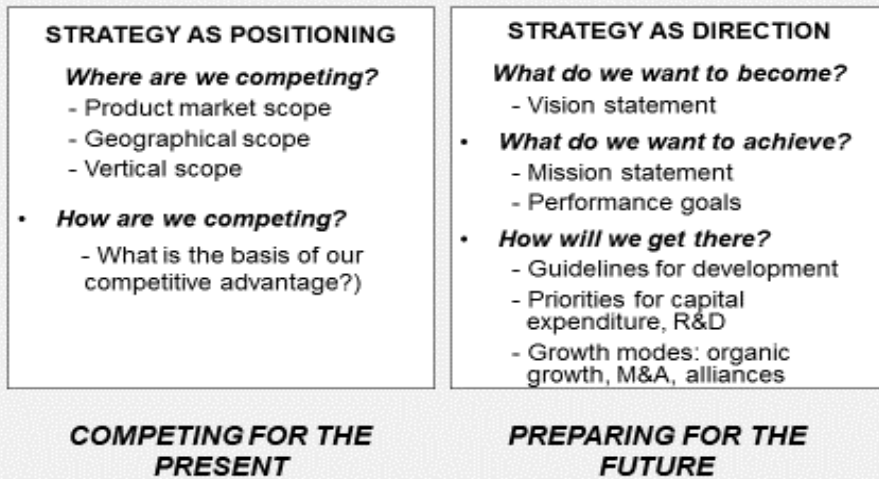 STRATEGY AS POSITIONING
Where are we competing?
- Product market scope
- Geographical scope
- Vertical scope
• How are we competing?
- What is the basis of our
competitive advantage?)
COMPETING FOR THE
PRESENT
STRATEGY AS DIRECTION
What do we want to become?
- Vision statement
• What do we want to achieve?
- Mission statement
- Performance goals
• How will we get there?
- Guidelines for development
- Priorities for capital
expenditure, R&D
- Growth modes: organic
growth, M&A, alliances
PREPARING FOR THE
FUTURE